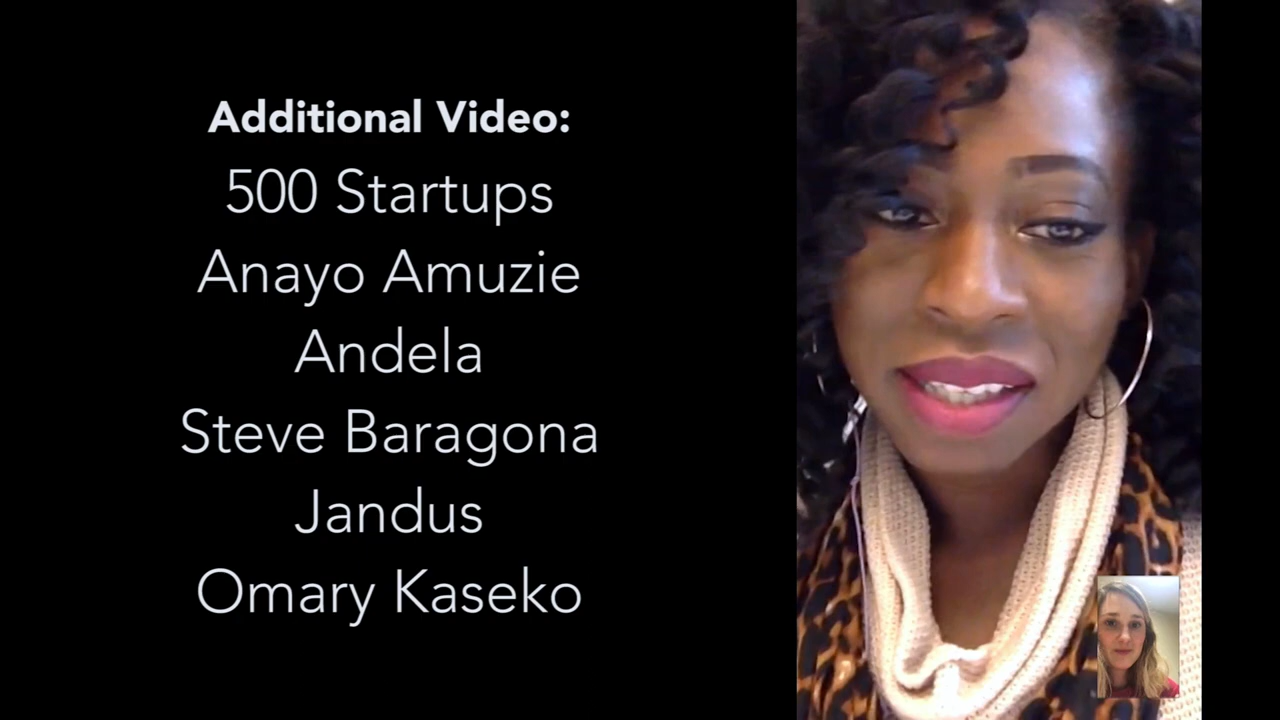 Additional Video:
500 Startups
Anayo Amuzie
Andela
Steve Baragona
Jandus
Omary Kaseko